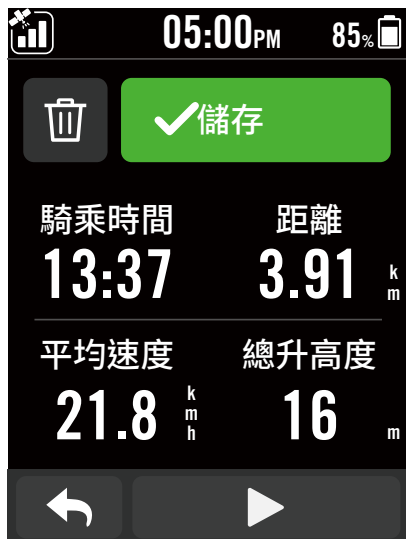 05:00PM 85%
儲存
騎乘時間 距離
13:37 3.91 km
平均速度 總升高度
21.8 kmh 16 m